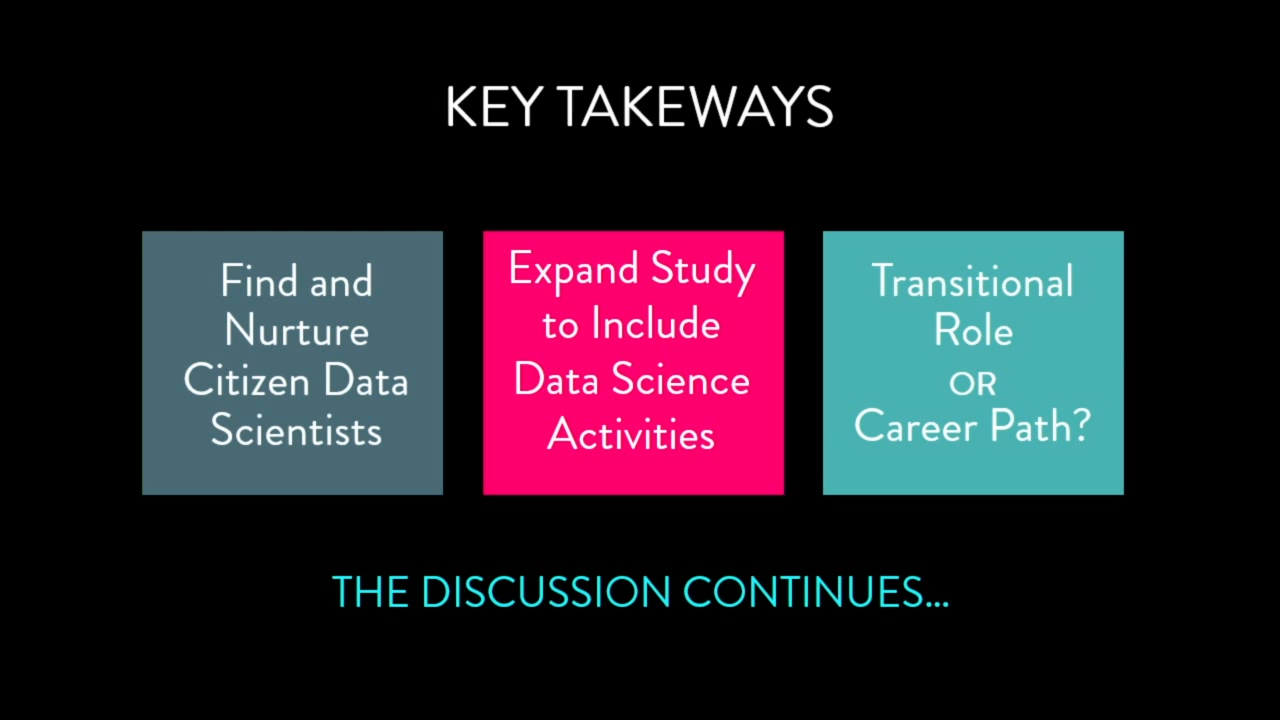 KEY TAKEWAYS
Find and
Nurture
Citizen Data
Scientists
Expand Study
to Include
Data Science
Activities
Transitional
Role
OR
Career Path?
THE DISCUSSION CONTINUES...